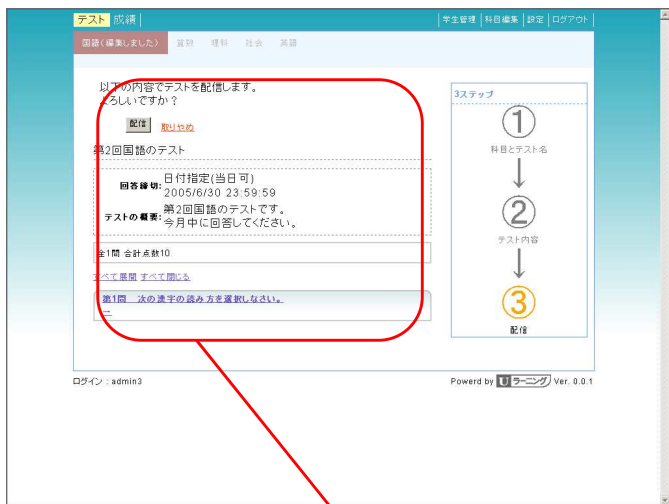 テスト 成績
学生管理 科目編集 設定 ログアウト
国語(編集しました) 算数 理科 社会 英語
以下の内容でテストを配信します。
よろしいですか？
配信 取りやめ
第2回国語のテスト
回答締切: 日付指定(当日可)
2005/6/30 23:59:59
テストの概要: 第2回国語のテストです。
今月中に回答してください。
全1問 合計点数10
すべて展開 すべて閉じる
第1問 次の漢字の読み方を選択しなさい。
一
3ステップ
1
科目とテスト名
2
テスト内容
3
配信
ログイン：admin3
Powerd by Uラーニング Ver. 0.0.1